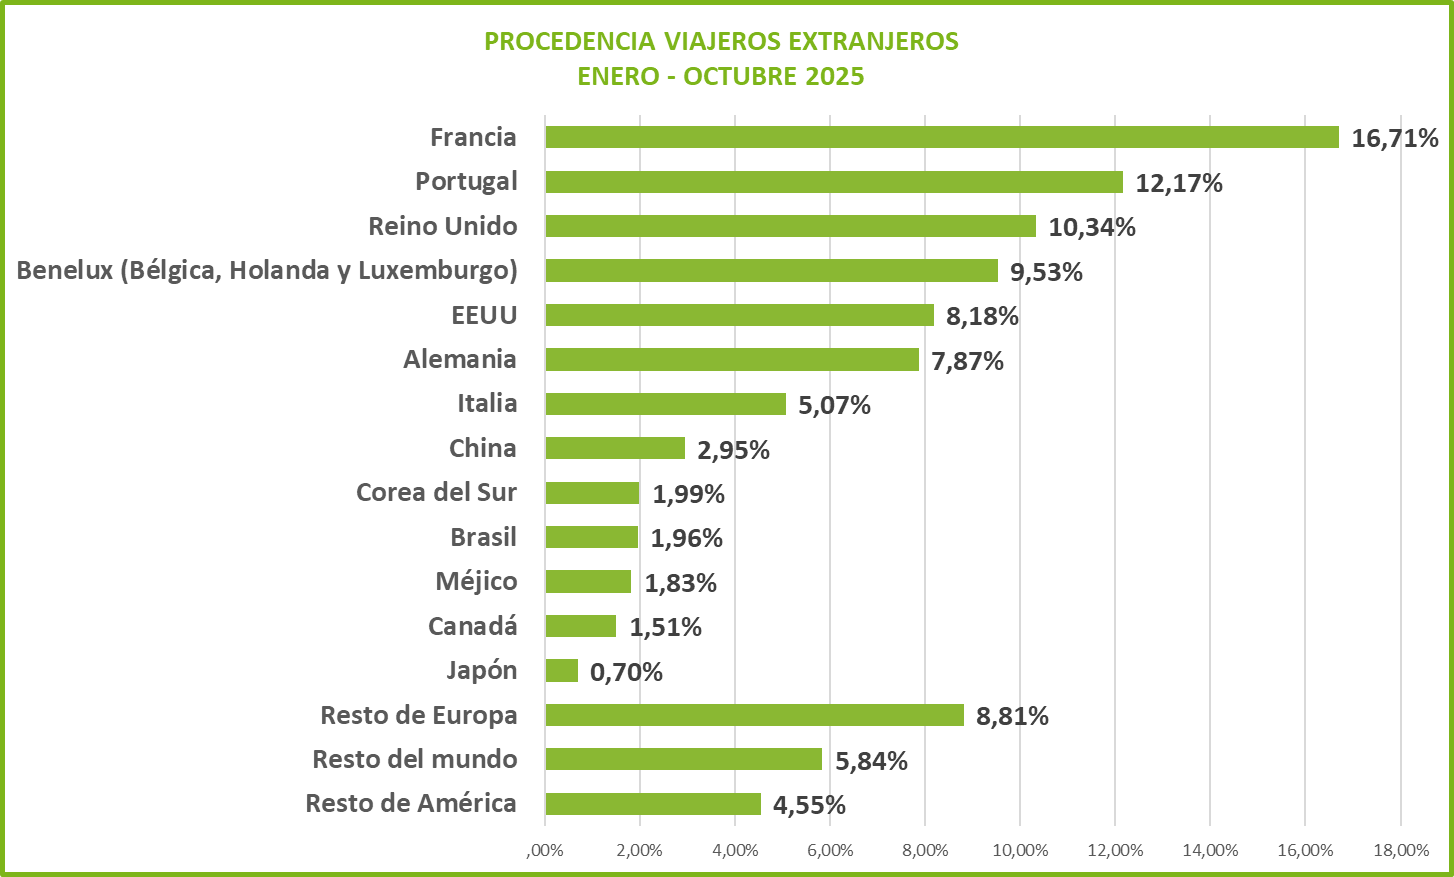 PROCEDENCIA VIAJEROS EXTRANJEROS
ENERO - OCTUBRE 2025
Francia 16,71%
Portugal 12,17%
Reino Unido 10,34%
Benelux (Bélgica, Holanda y Luxemburgo) 9,53%
EEUU 8,18%
Alemania 7,87%
Italia 5,07%
China 2,95%
Corea del Sur 1,99%
Brasil 1,96%
Méjico 1,83%
Canadá 1,51%
Japón 0,70%
Resto de Europa 8,81%
Resto del mundo 5,84%
Resto de América 4,55%
,00% 2,00% 4,00% 6,00% 8,00% 10,00% 12,00% 14,00% 16,00% 18,00%